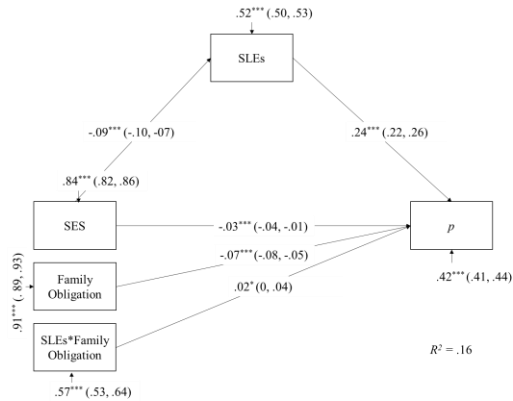 .52*** (.50, .53)
SLEs
-.09*** (-.10, -07)
.24*** (.22, .26)
.84*** (.82, .86)
SES
-.03*** (-.04, -.01)
p
-.07*** (-.08, -.05)
.91*** (. 89, .93)
Family
Obligation
.02* (0, .04)
.42*** (.41, .44)
SLEs*Family
Obligation
R² = .16
.57*** (.53, .64)